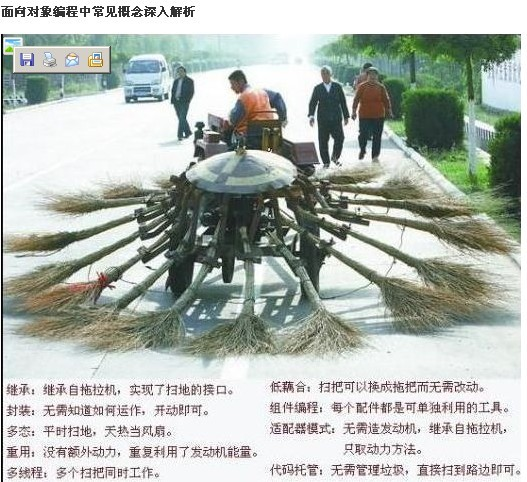 面向对象编程中常见概念深入解析
继承：继承自拖拉机，实现了扫地的接口。
封装：无需知道如何运作，开动即可。
多态：平时扫地，天热当风扇。
重用：没有额外动力，重复利用了发动机能量。
多线程：多个扫把同时工作。
低耦合：扫把可以换成拖把而无需改动。
组件编程：每个配件都是可单独利用的工具。
适配器模式：无需造发动机，继承自拖拉机，
只取动力方法。
代码托管：无需管理垃圾，直接扫到路边即可。